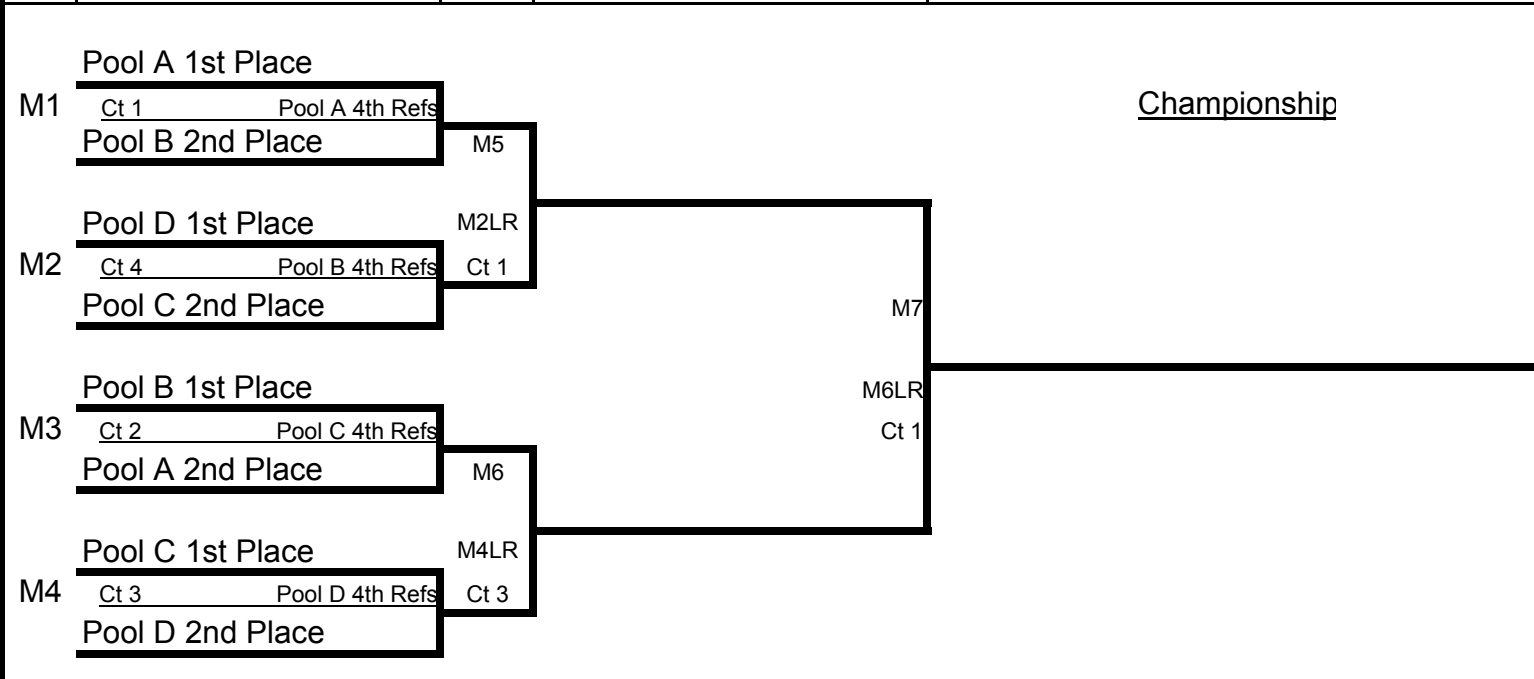 Pool A 1st Place
Championship
M1 Ct 1 Pool A 4th Refs
Pool B 2nd Place M5
Pool D 1st Place M2LR
M2 Ct 4 Pool B 4th Refs Ct 1
Pool C 2nd Place M7
Pool B 1st Place M6LR
M3 Ct 2 Pool C 4th Refs Ct 1
Pool A 2nd Place M6
Pool C 1st Place M4LR
M4 Ct 3 Pool D 4th Refs Ct 3
Pool D 2nd Place